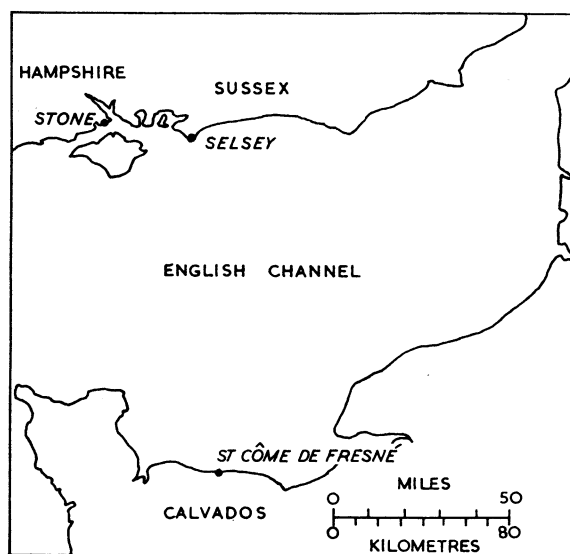 HAMPSHIRE
SUSSEX
STONE
SELSEY
ENGLISH CHANNEL
ST CÔME DE FRESNÉ
CALVADOS
MILES
0 50
0 80
KILOMETRES